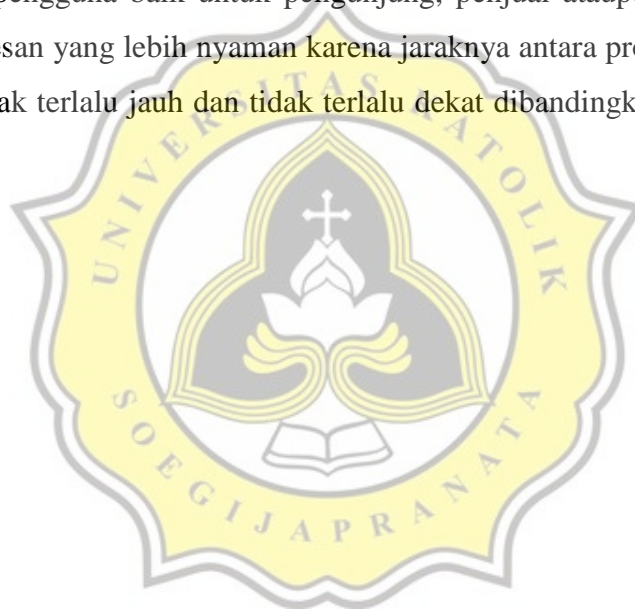 pengguna baik untuk pengunjung, penjual ataup
esan yang lebih nyaman karena jaraknya antara pro
ak terlalu jauh dan tidak terlalu dekat dibandingk
UNIVERSITAS KATOLIK
SOEGIJAPRANATA